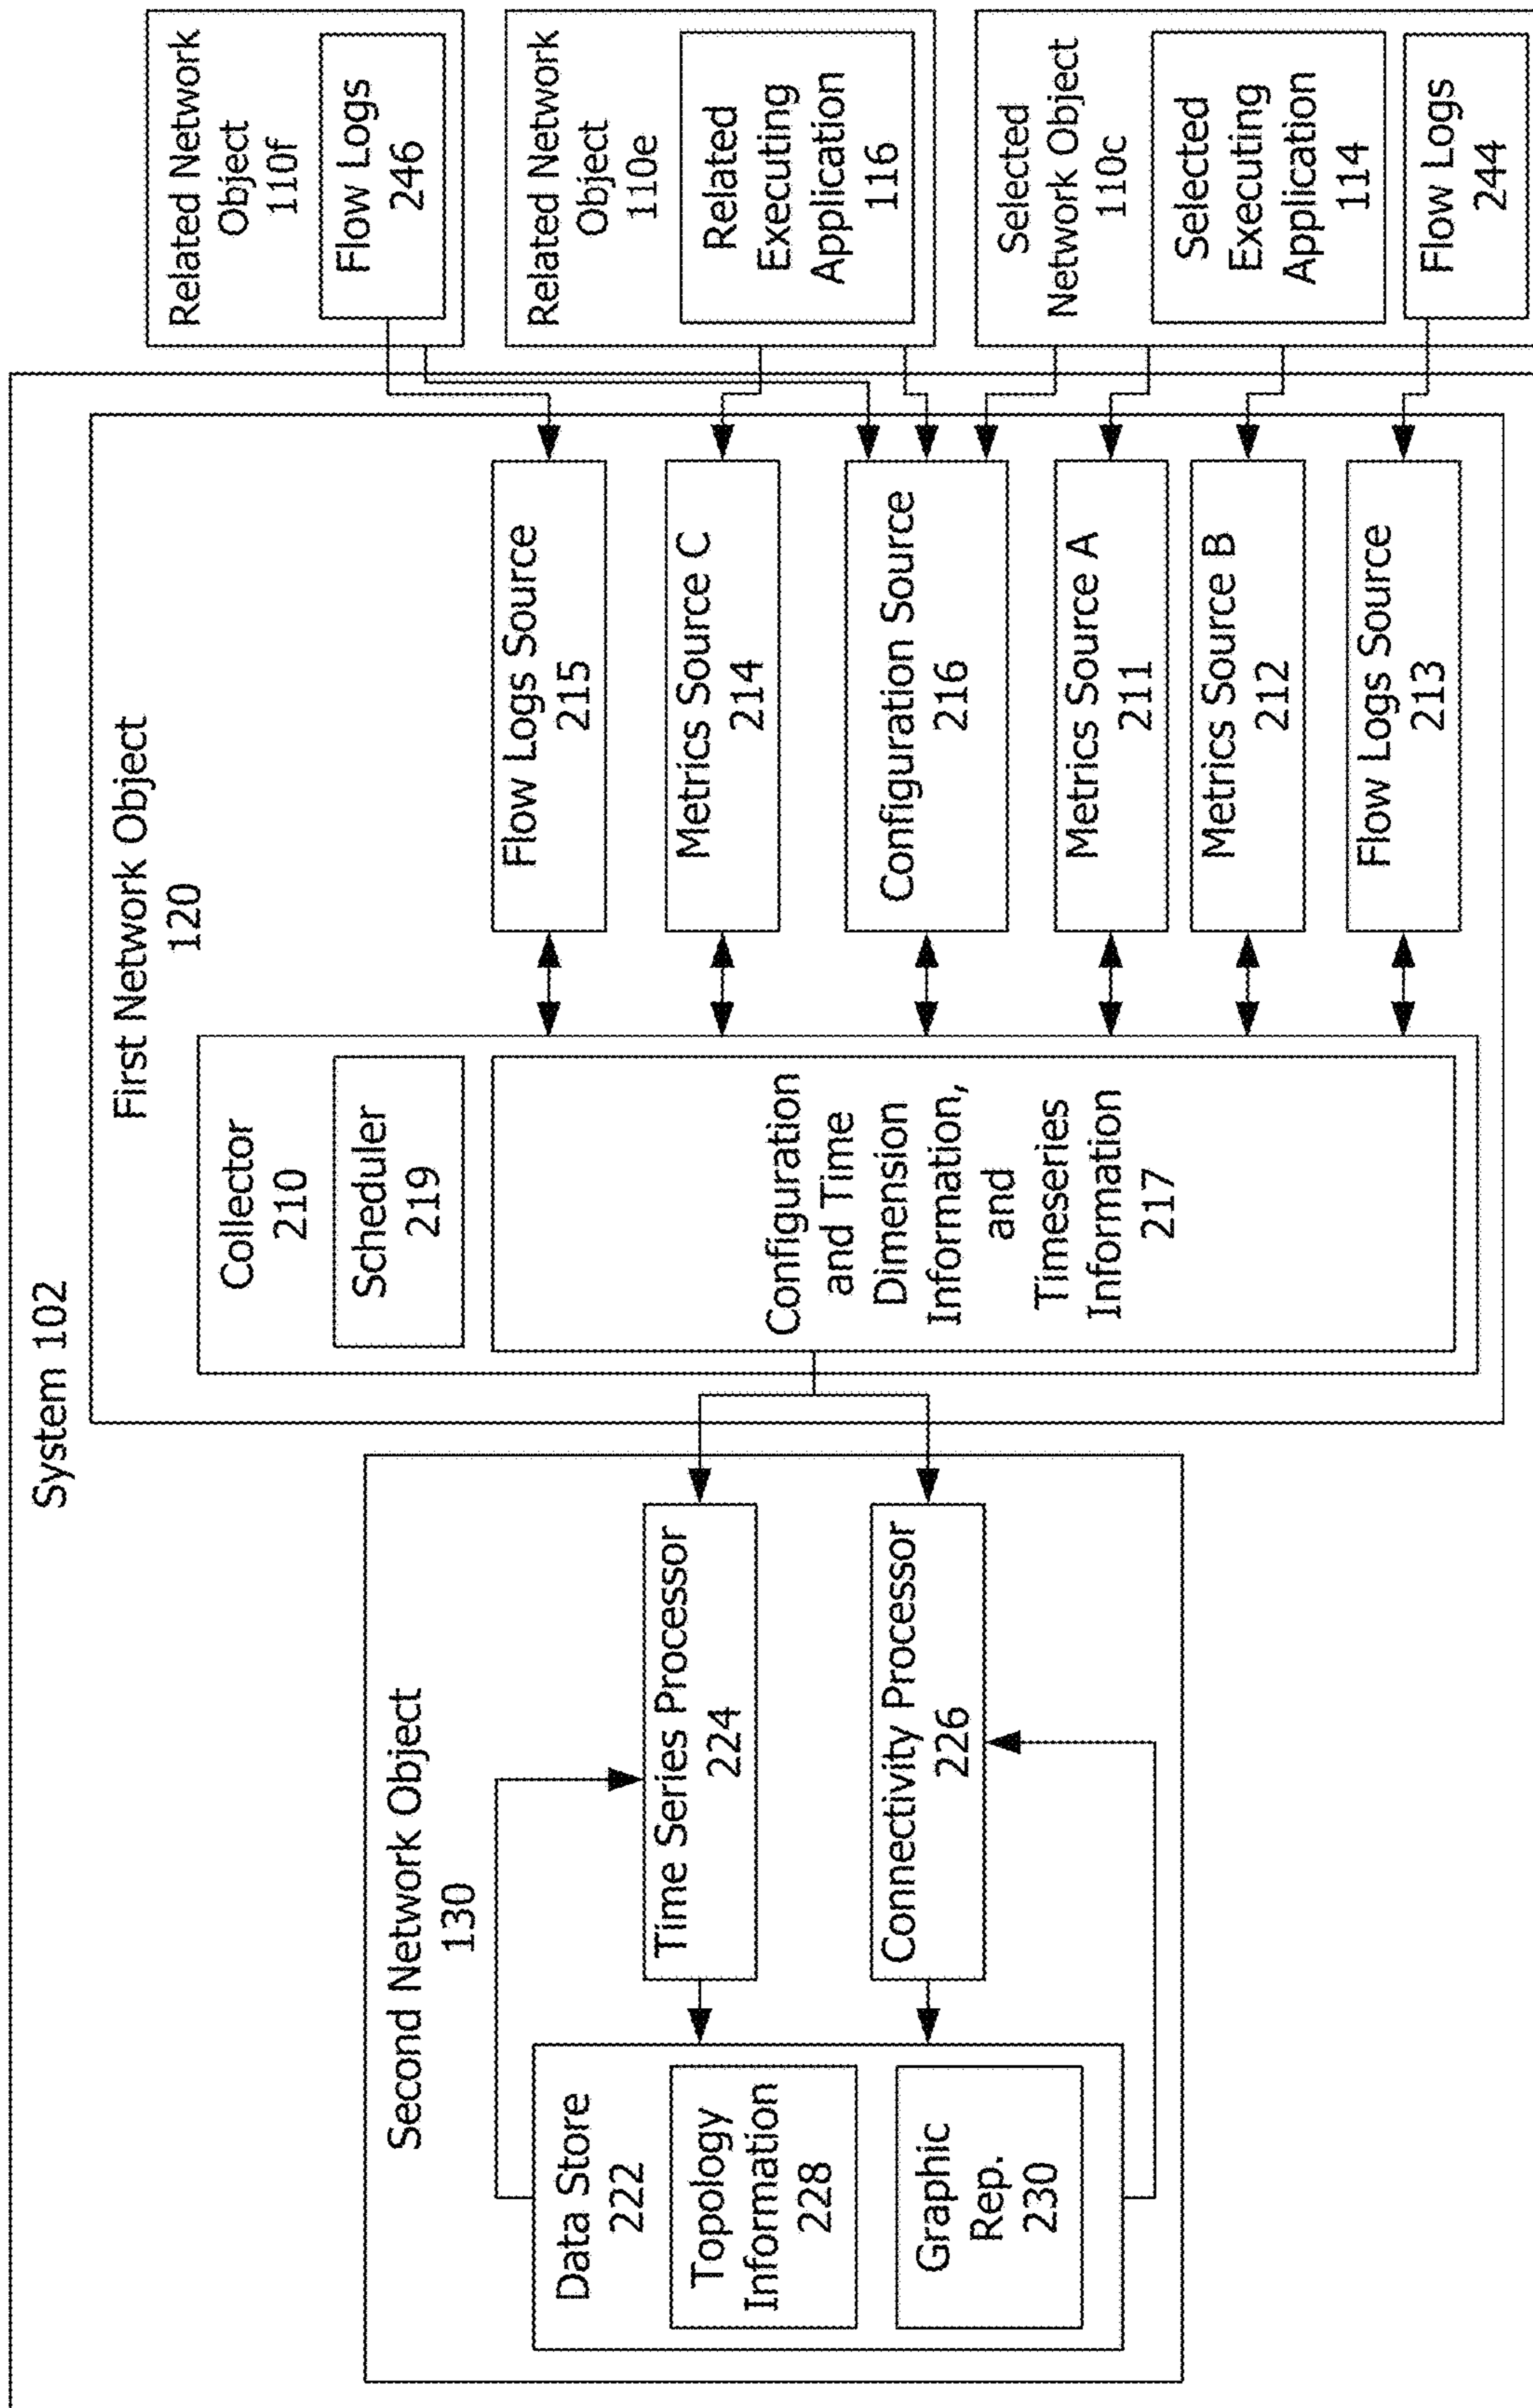 System 102
Second Network Object
130
Data Store
222
Topology
Information
228
Graphic
Rep.
230
Time Series Processor
224
Connectivity Processor
226
First Network Object
120
Collector
210
Scheduler
219
Configuration
and Time
Dimension
Information,
and
Timeseries
Information
217
Flow Logs Source
215
Metrics Source C
214
Configuration Source
216
Metrics Source A
211
Metrics Source B
212
Flow Logs Source
213
Related Network
Object
110f
Flow Logs
246
Related Network
Object
110e
Related
Executing
Application
116
Selected
Network Object
110c
Selected
Executing
Application
114
Flow Logs
244